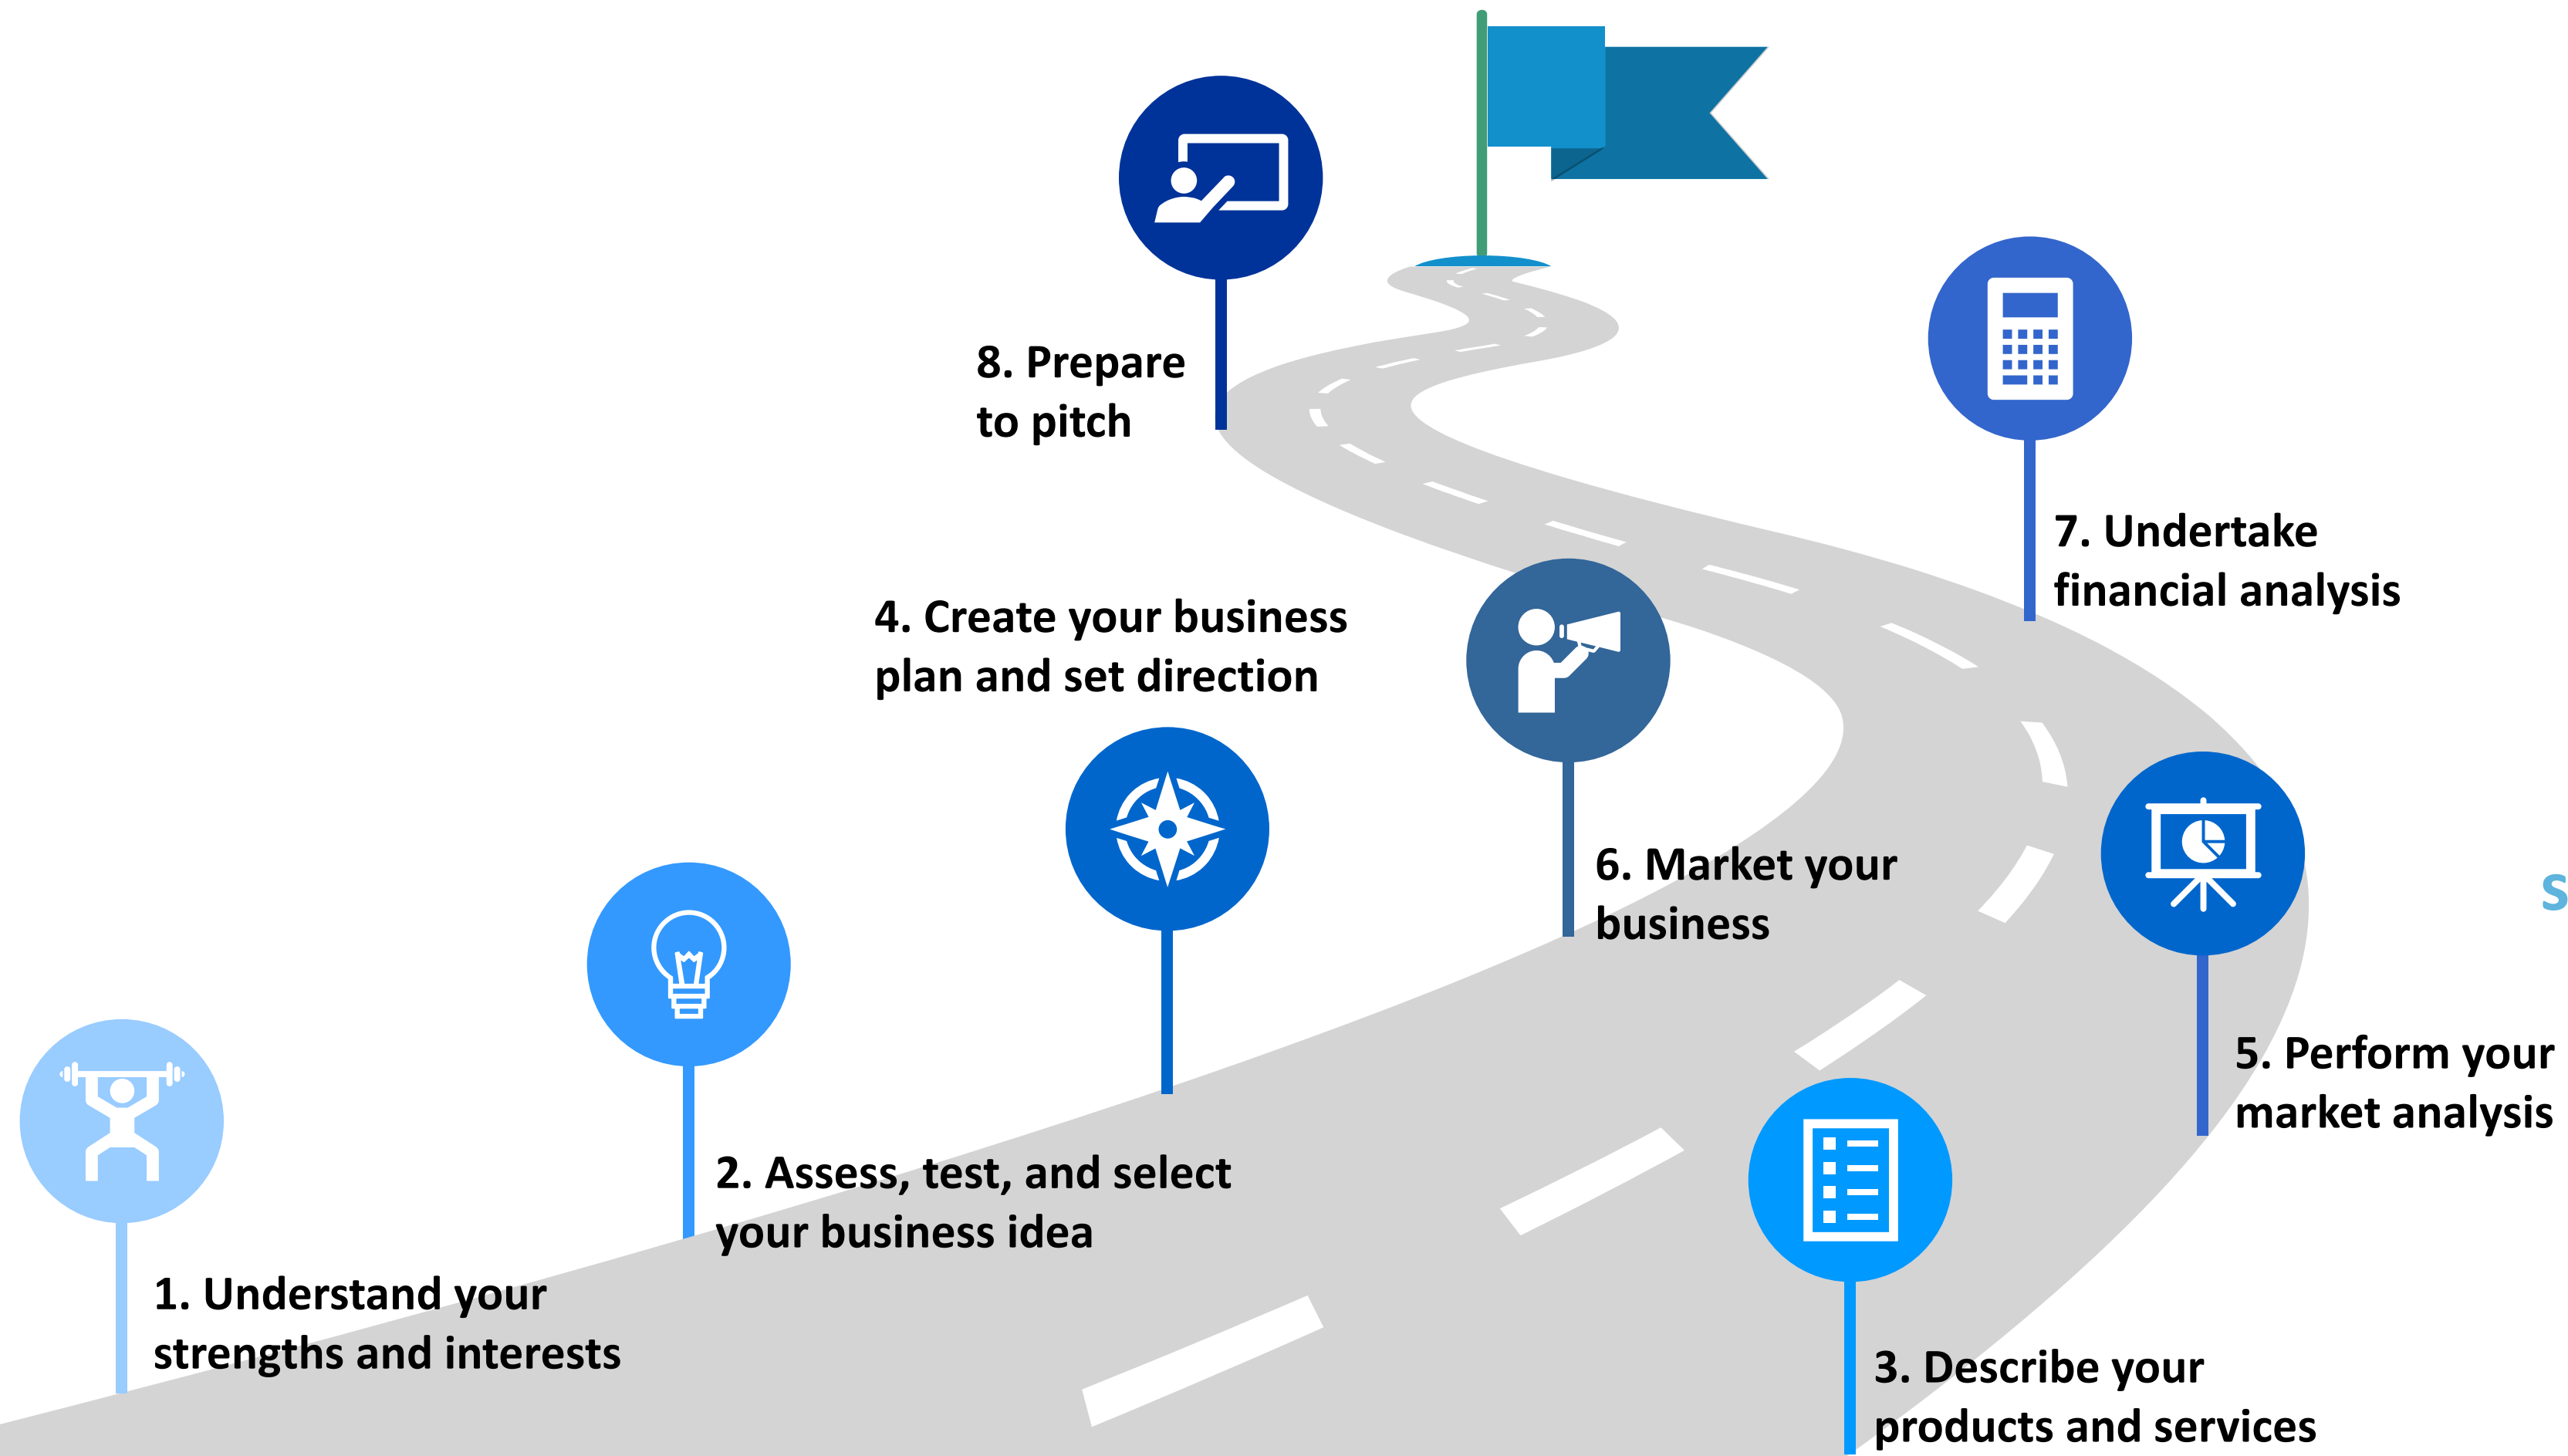 8. Prepare
to pitch
7. Undertake
financial analysis
4. Create your business
plan and set direction
6. Market your
business
S
5. Perform your
market analysis
2. Assess, test, and select
your business idea
1. Understand your
strengths and interests
3. Describe your
products and services